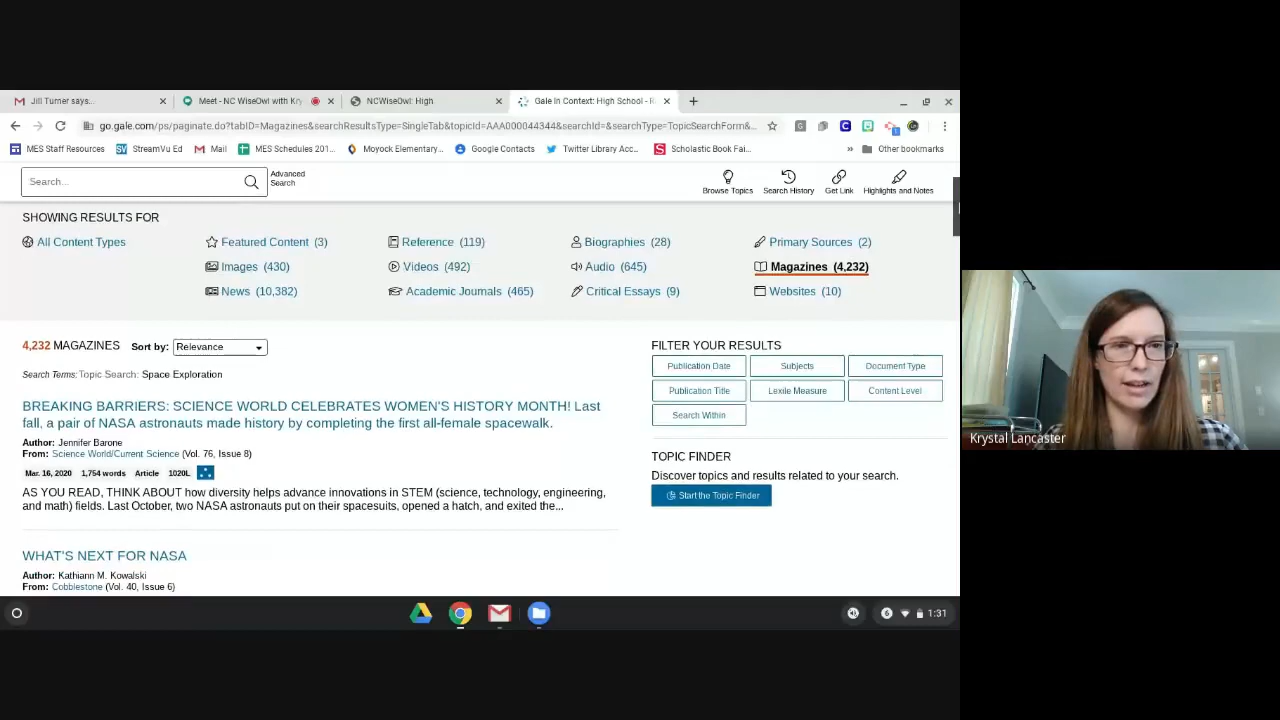 Jill Turner says...
Meet - NC WiseOwl with Kry
NCWiseOwl: High
Gale In Context: High School - R
go.gale.com/ps/paginate.do?tabID=Magazines&searchResultsType=SingleTab&topicId=AAA000044344&searchId=&searchType=TopicSearchForm&
MES Staff Resources
StreamVu Ed
Mail
MES Schedules 201...
Moyock Elementary...
Google Contacts
Twitter Library Acc...
Scholastic Book Fai...
Other bookmarks
Search...
Advanced
Search
Browse Topics
Search History
Get Link
Highlights and Notes
SHOWING RESULTS FOR
All Content Types
Featured Content (3)
Reference (119)
Biographies (28)
Primary Sources (2)
Images (430)
Videos (492)
Audio (645)
Magazines (4,232)
News (10,382)
Academic Journals (465)
Critical Essays (9)
Websites (10)
4,232 MAGAZINES Sort by: Relevance
Search Terms: Topic Search: Space Exploration
BREAKING BARRIERS: SCIENCE WORLD CELEBRATES WOMEN'S HISTORY MONTH! Last
fall, a pair of NASA astronauts made history by completing the first all-female spacewalk.
Author: Jennifer Barone
From: Science World/Current Science (Vol. 76, Issue 8)
Mar. 16, 2020 1,754 words Article 1020L
AS YOU READ, THINK ABOUT how diversity helps advance innovations in STEM (science, technology, engineering,
and math) fields. Last October, two NASA astronauts put on their spacesuits, opened a hatch, and exited the...
WHAT'S NEXT FOR NASA
Author: Kathiann M. Kowalski
From: Cobblestone (Vol. 40, Issue 6)
FILTER YOUR RESULTS
Publication Date
Subjects
Document Type
Publication Title
Lexile Measure
Content Level
Search Within
TOPIC FINDER
Discover topics and results related to your search.
Start the Topic Finder
6
1:31
Krystal Lancaster